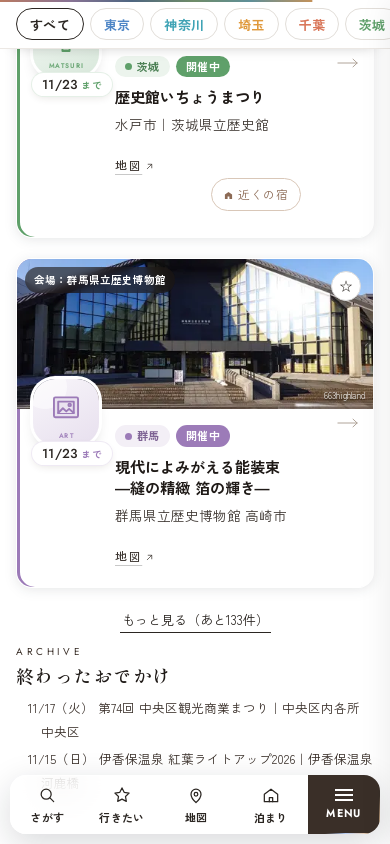 すべて 東京 神奈川 埼玉 千葉 茨城
MATSURI
茨城 開催中
11/23 まで
歴史館いちょうまつり
水戸市｜茨城県立歴史館
地図
近くの宿
会場：群馬県立歴史博物館
663highland
ART
群馬 開催中
11/23 まで
現代によみがえる能装束
―縫の精緻 箔の輝き―
群馬県立歴史博物館 高崎市
地図
もっと見る（あと133件）
ARCHIVE
終わったおでかけ
11/17（火） 第74回 中央区観光商業まつり｜中央区内各所
中央区
11/15（日） 伊香保温泉 紅葉ライトアップ2026｜伊香保温泉
河鹿橋
さがす 行きたい 地図 泊まり MENU